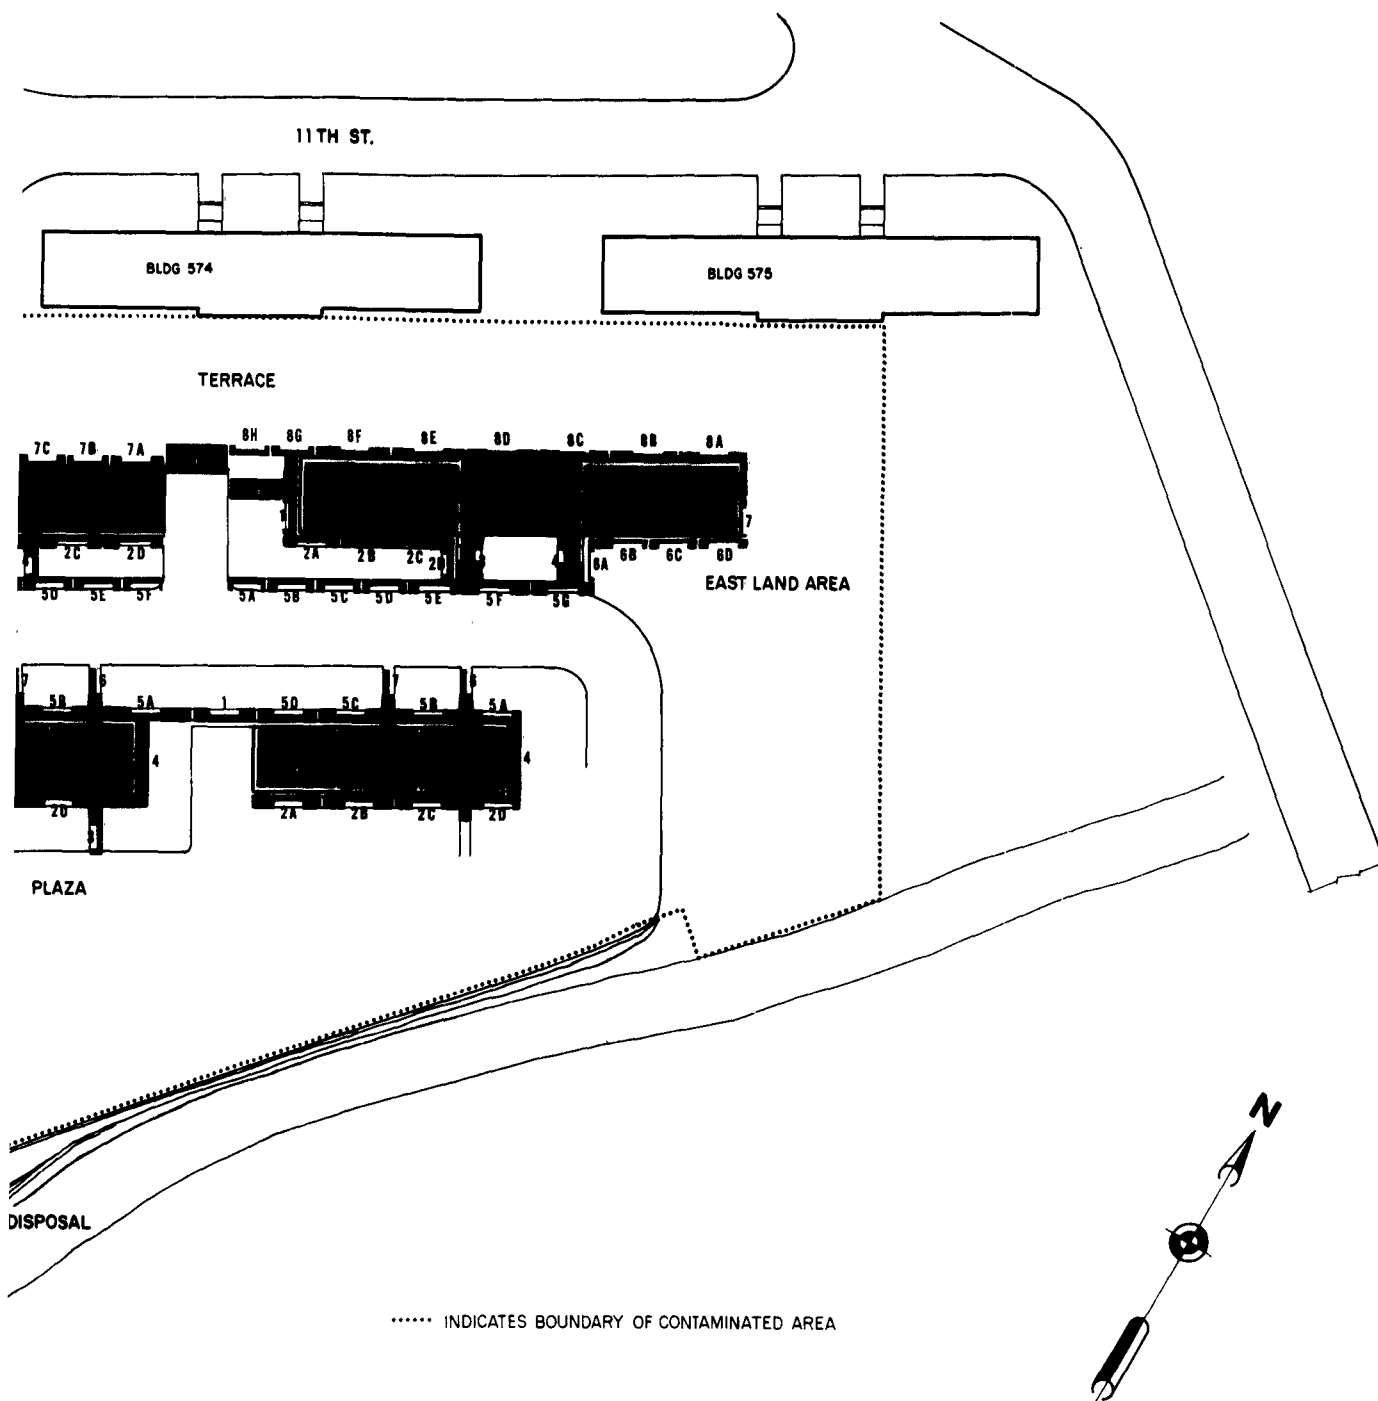 11TH ST.
BLDG 574
BLDG 575
TERRACE
8H 8G 8F 8E 8D 8C 8B 8A
7C 7B 7A
7
2C 2D
2A 2B 2C 2D
4
6A 6B 6C 6D
5D 5E 5F
5A 5B 5C 5D 5E 5F 5G
EAST LAND AREA
7 6 7
5B 5A 1 5D 5C 5B 5A
4 4
2D 2A 2B 2C 2D
3
PLAZA
N
DISPOSAL
...... INDICATES BOUNDARY OF CONTAMINATED AREA